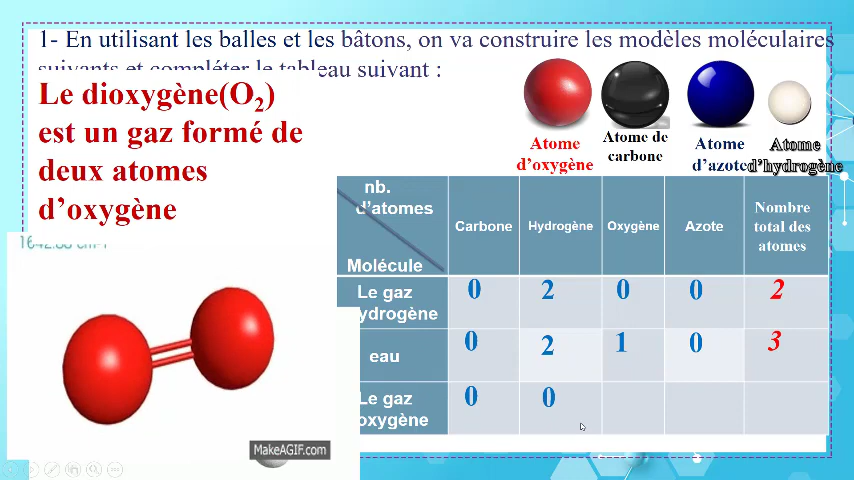 1- En utilisant les balles et les bâtons, on va construire les modèles moléculaires
suivants et compléter le tableau suivant :
Le dioxygène(O₂)
est un gaz formé de
deux atomes
d'oxygène
Atome
d'oxygène
Atome de
carbone
Atome
d'azote
Atome
d'hydrogène
nb.
d'atomes
Molécule
Carbone
Hydrogène
Oxygène
Azote
Nombre
total des
atomes
Le gaz
ydrogène
0 2 0 0 2
eau
0 2 1 0 3
Le gaz
oxygène
0 0
MakeAGIF.com